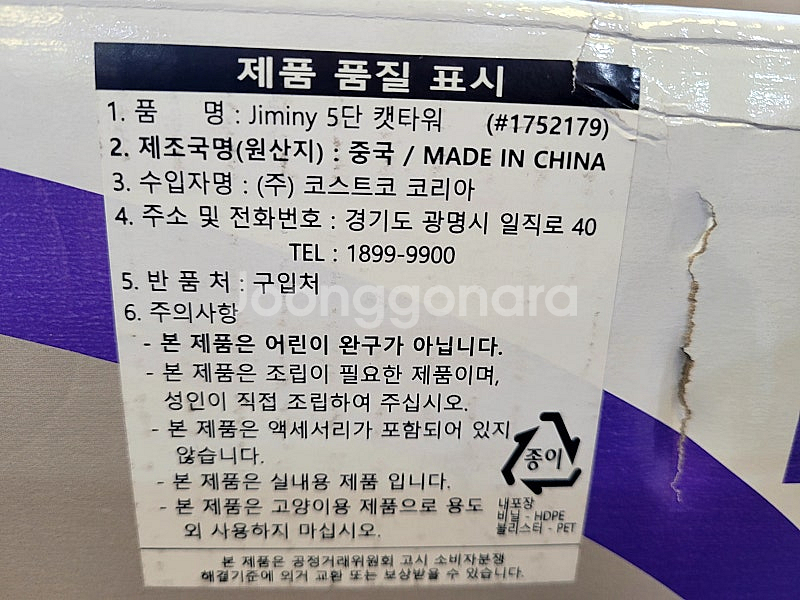 제품 품질 표시
1. 품 명 : Jiminy 5단 캣타워 (#1752179)
2. 제조국명(원산지) : 중국 / MADE IN CHINA
3. 수입자명 : (주) 코스트코 코리아
4. 주소 및 전화번호 : 경기도 광명시 일직로 40
TEL : 1899-9900
5. 반 품 처 : 구입처
Joonggonara
6. 주의사항
- 본 제품은 어린이 완구가 아닙니다.
- 본 제품은 조립이 필요한 제품이며,
성인이 직접 조립하여 주십시오.
- 본 제품은 액세서리가 포함되어 있지
않습니다.
종이
- 본 제품은 실내용 제품 입니다.
- 본 제품은 고양이용 제품으로 용도
외 사용하지 마십시오.
내포장
비닐 - HDPE
블리스터 - PET
본 제품은 공정거래위원회 고시 소비자분쟁
해결기준에 의거 교환 또는 보상받을 수 있습니다.